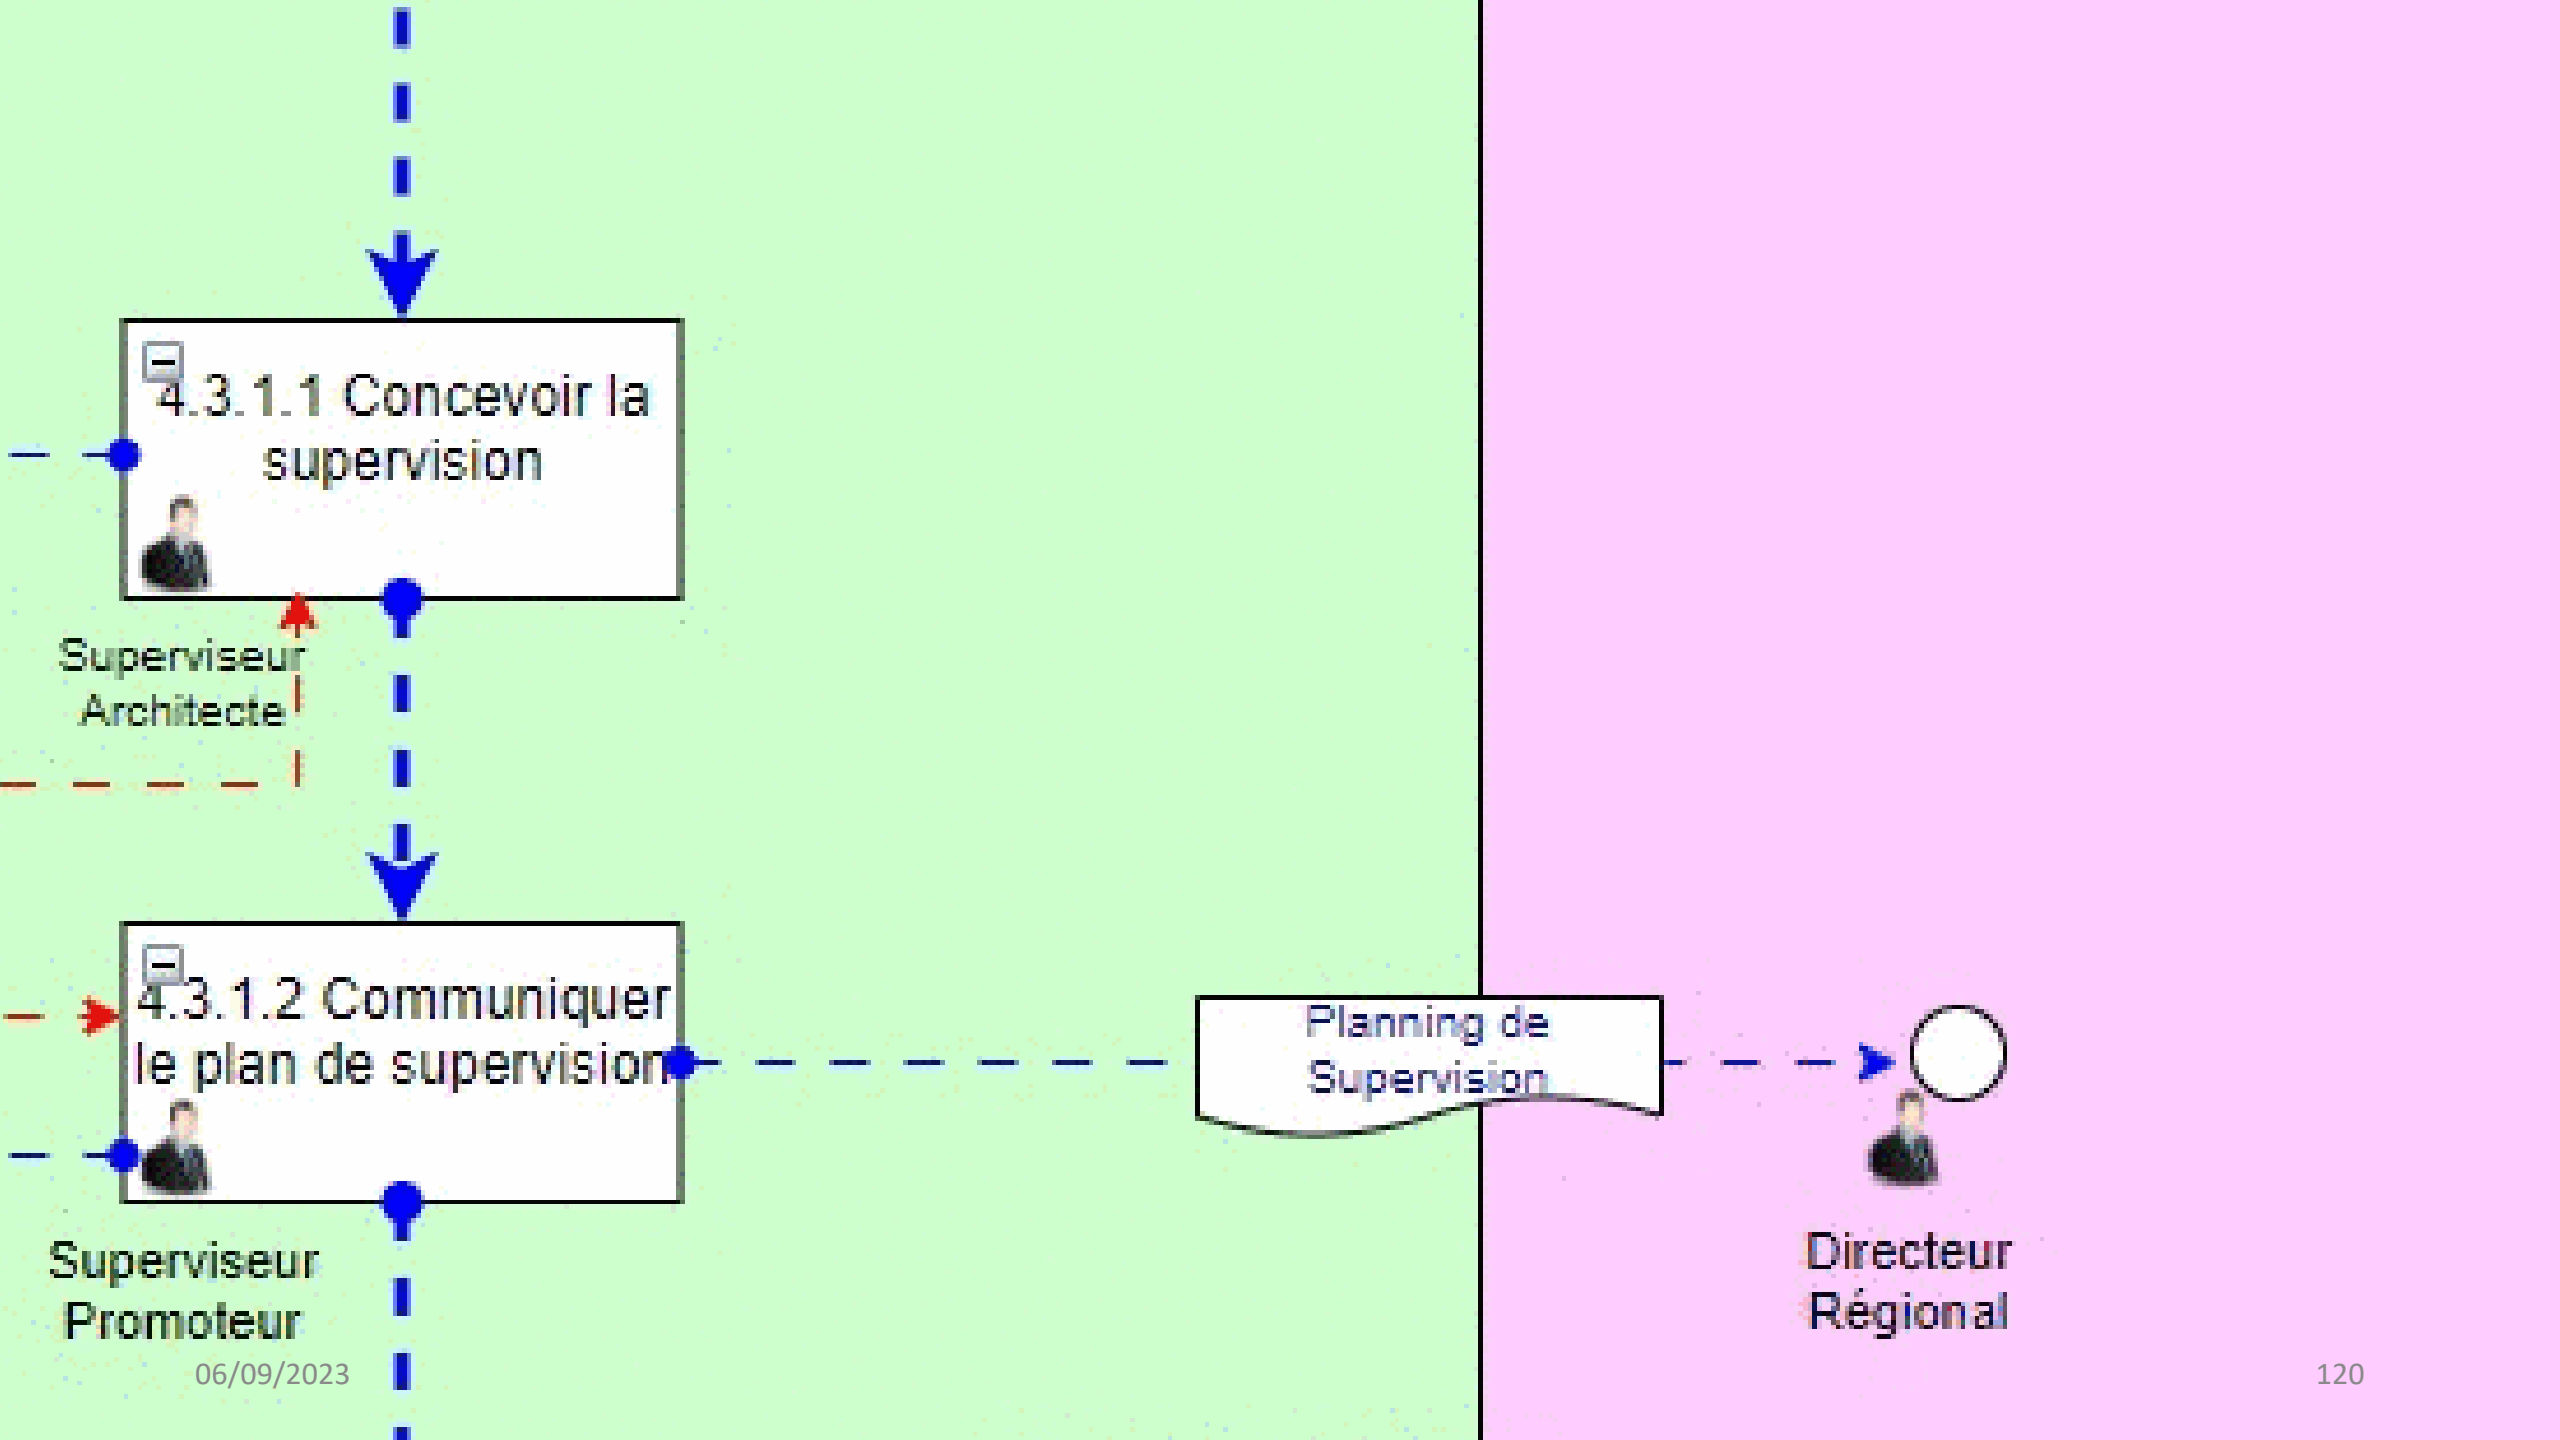 4.3.1.1 Concevoir la
supervision
Superviseur
Architecte
4.3.1.2 Communiquer
le plan de supervision
Planning de
Supervision
Superviseur
Promoteur
Directeur
Régional
06/09/2023
120